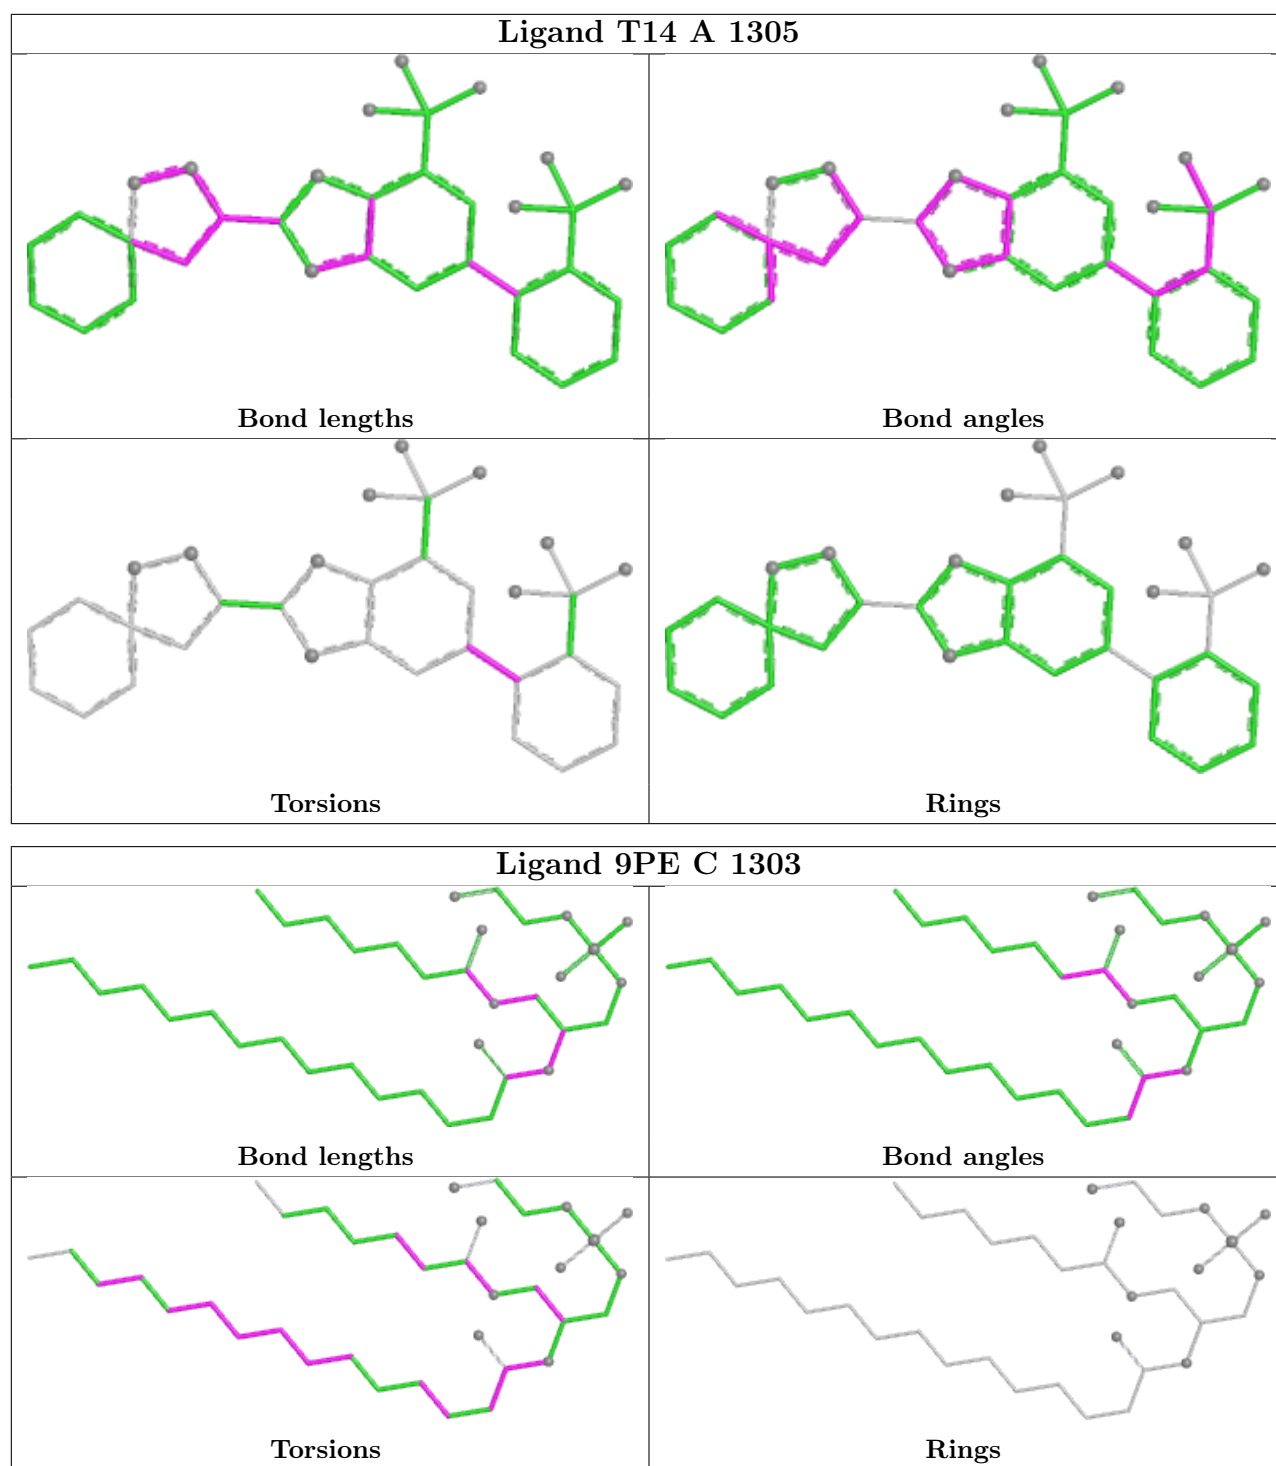 Ligand T14 A 1305
Bond lengths
Bond angles
Torsions
Rings
Ligand 9PE C 1303
Bond lengths
Bond angles
Torsions
Rings